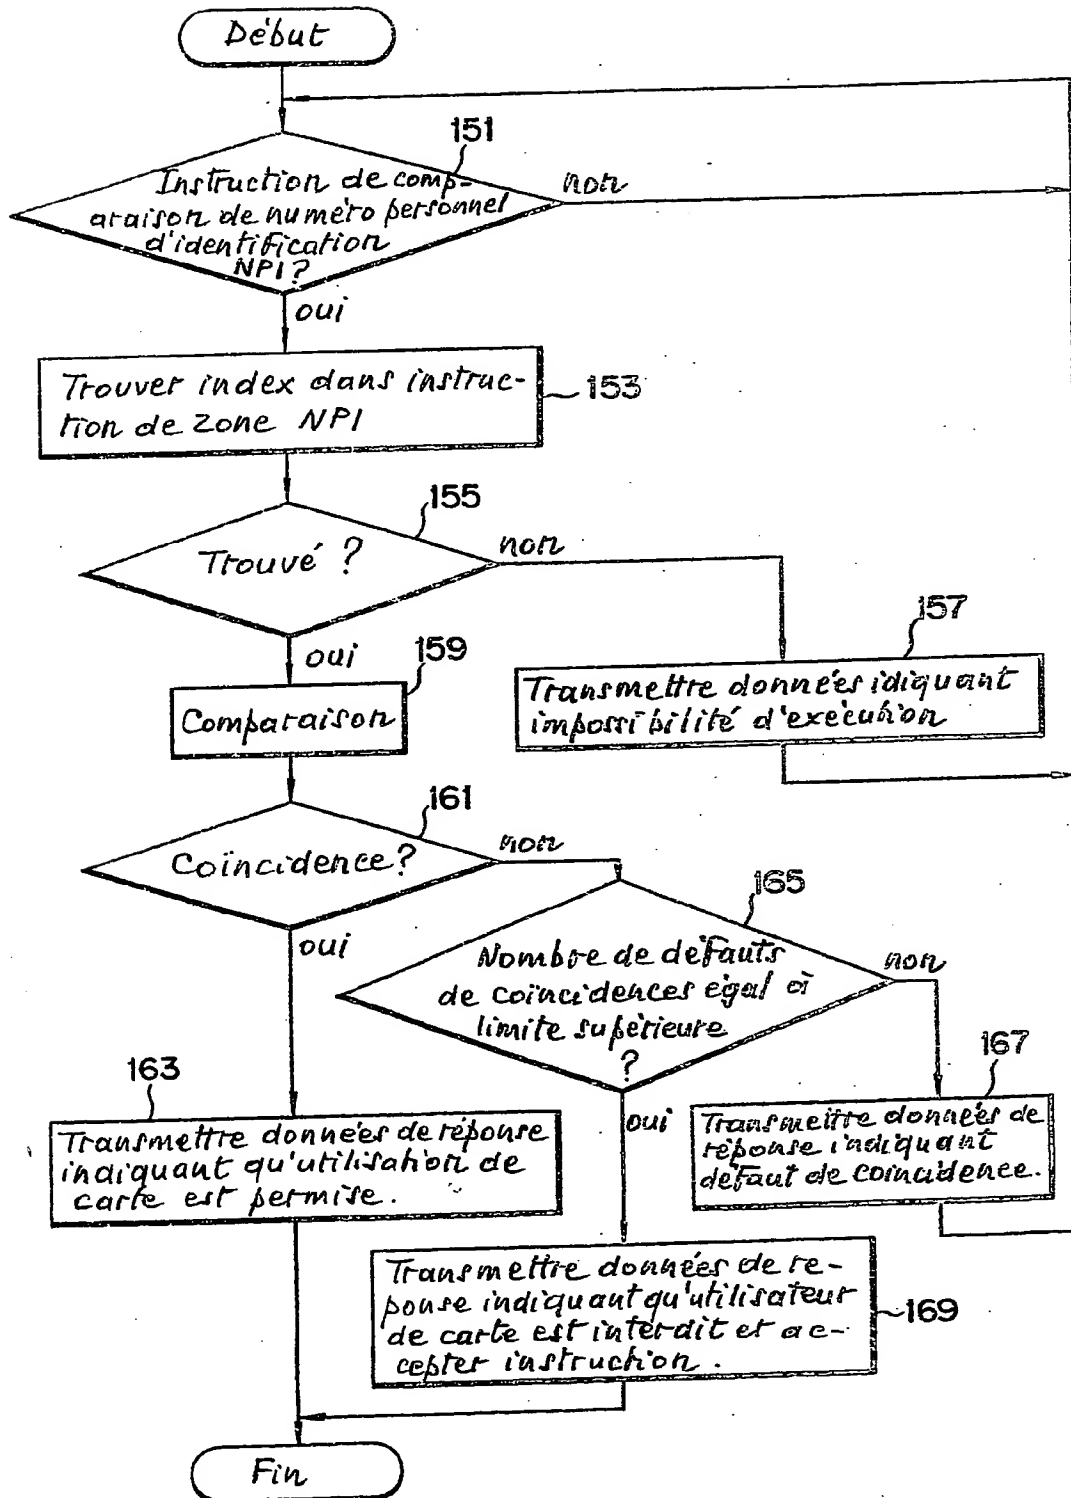 Début
151
Instruction de comp-
araison de numéro personnel
d'identification
NPI?
non
oui
Trouver index dans instruc-
tion de zone NPI
153
155
Trouvé ?
non
oui
159
157
Comparaison
Transmettre données idiquant
impossibilité d'exécution
161
Coïncidence?
non
oui
165
Nombre de défauts
de coïncidences égal à
limite supérieure
?
non
oui
163
167
Transmettre données de réponse
indiquant qu'utilisation de
carte est permise.
Transmettre données de
réponse indiquant
défaut de coincidence.
Transmettre données de re-
ponse indiquant qu'utilisateur
de carte est interdit et ac-
cepter instruction.
169
Fin